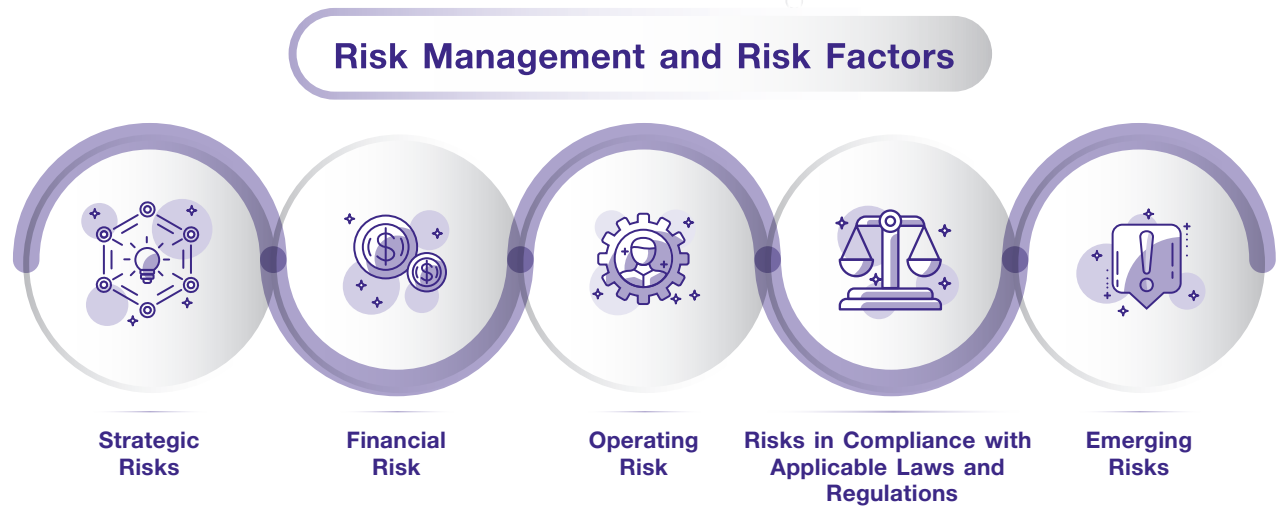 Risk Management and Risk Factors
Strategic
Risks
Financial
Risk
Operating
Risk
Risks in Compliance with
Applicable Laws and
Regulations
Emerging
Risks